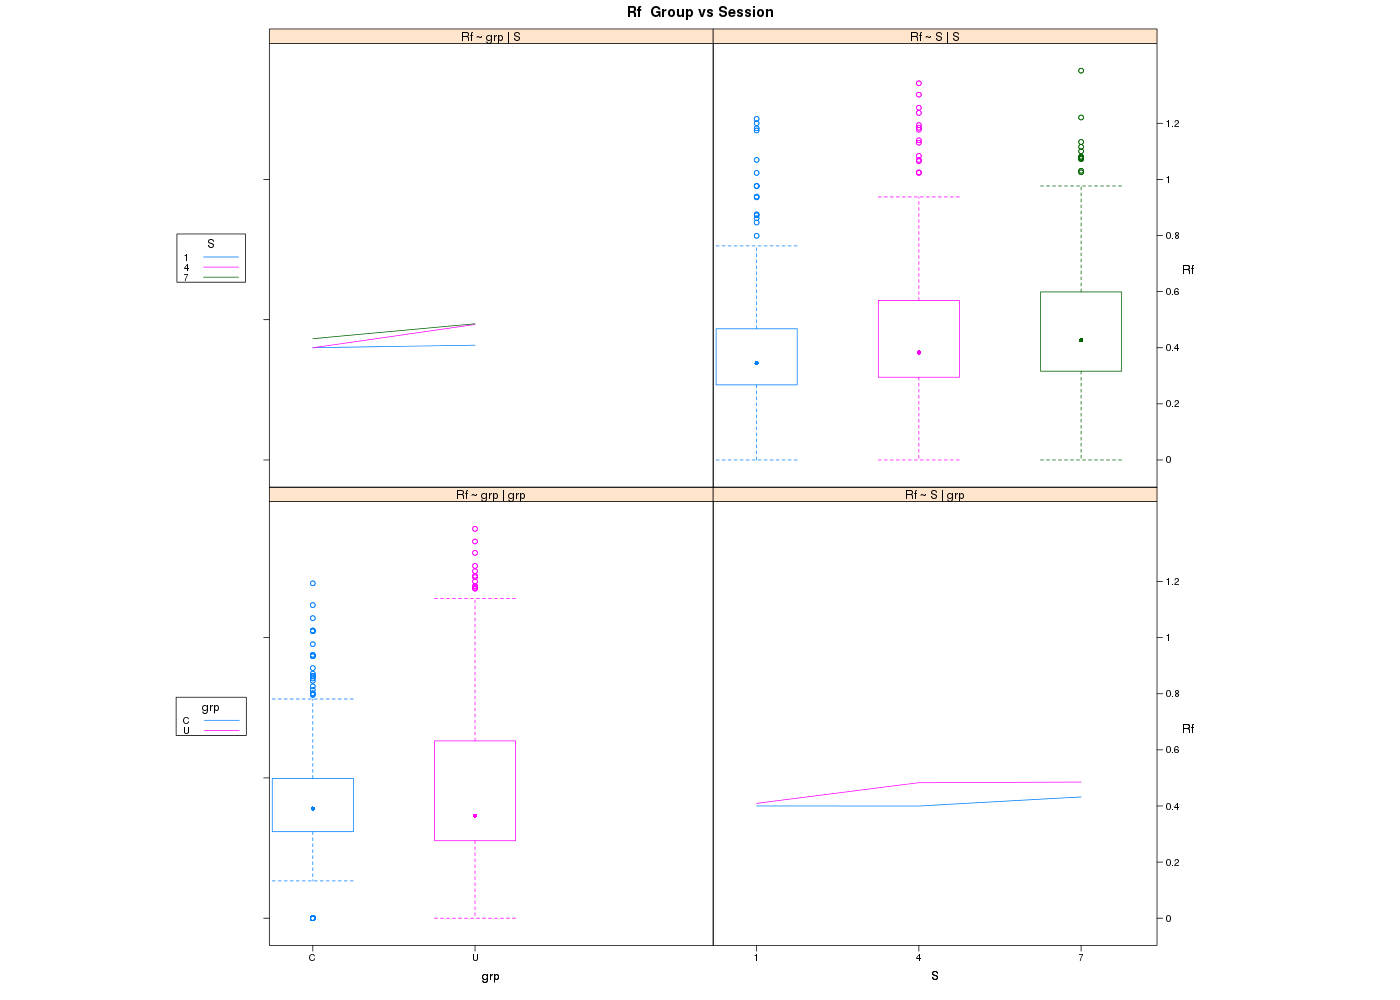 Rf  Group vs Session
Rf ~ grp | S
Rf ~ S | S
1.2
1
0.8
0.6
0.4
0.2
0
Rf
S
1
4
7
Rf ~ grp | grp
Rf ~ S | grp
1.2
1
0.8
0.6
0.4
0.2
0
Rf
grp
C
U
C
U
1
4
7
grp
S